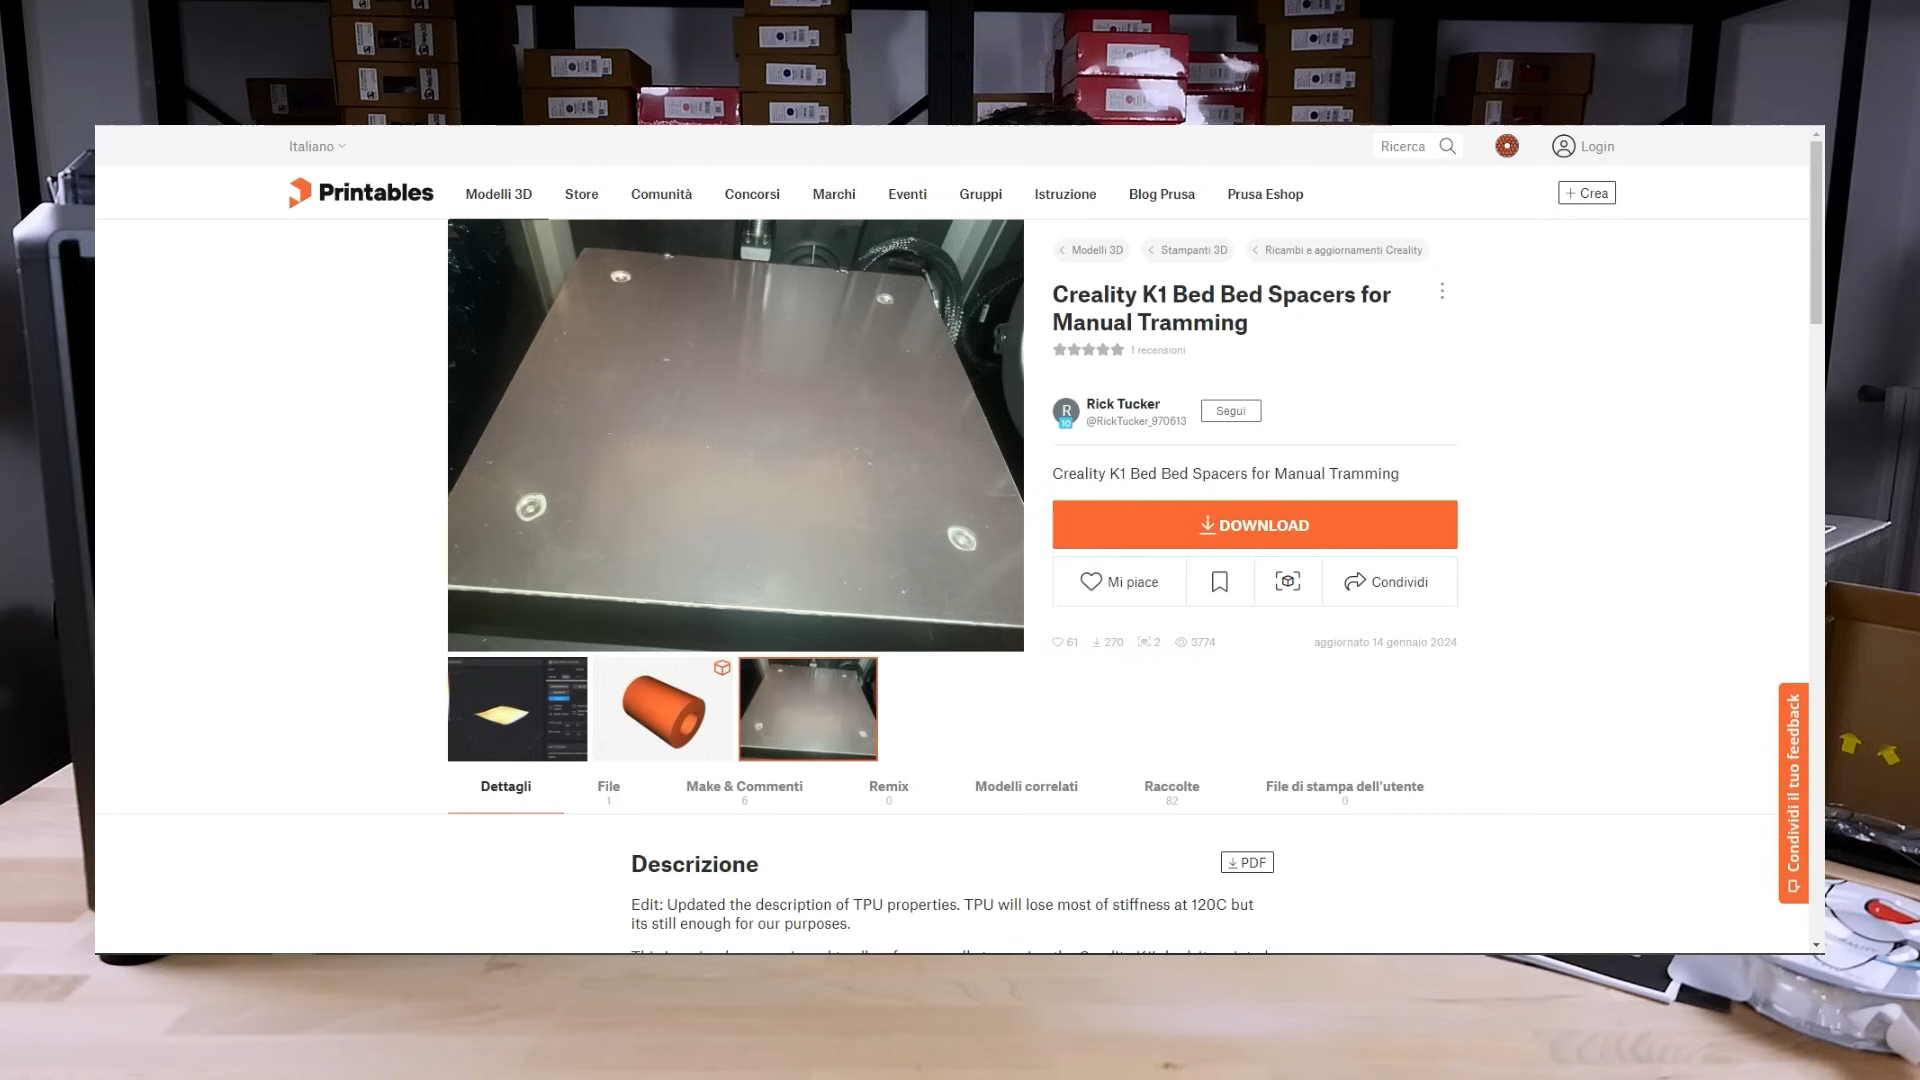 Italiano
Ricerca
Login
Printables
Modelli 3D
Store
Comunità
Concorsi
Marchi
Eventi
Gruppi
Istruzione
Blog Prusa
Prusa Eshop
+ Crea
Modelli 3D
Stampanti 3D
Ricambi e aggiornamenti Creality
Creality K1 Bed Bed Spacers for
Manual Tramming
1 recensioni
R
10
Rick Tucker
@RickTucker_970613
Segui
Creality K1 Bed Bed Spacers for Manual Tramming
DOWNLOAD
Mi piace
Condividi
61
270
2
3774
aggiornato 14 gennaio 2024
Dettagli
File
1
Make & Commenti
6
Remix
0
Modelli correlati
Raccolte
82
File di stampa dell'utente
0
Condividi il tuo feedback
Descrizione
PDF
Edit: Updated the description of TPU properties. TPU will lose most of stiffness at 120C but
its still enough for our purposes.